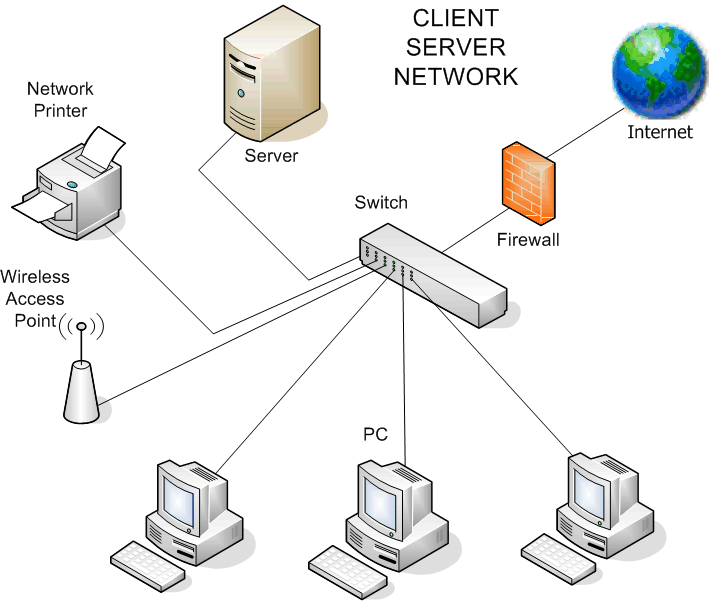 CLIENT
SERVER
NETWORK
Network
Printer
Server
Internet
Switch
Firewall
Wireless
Access
Point
PC